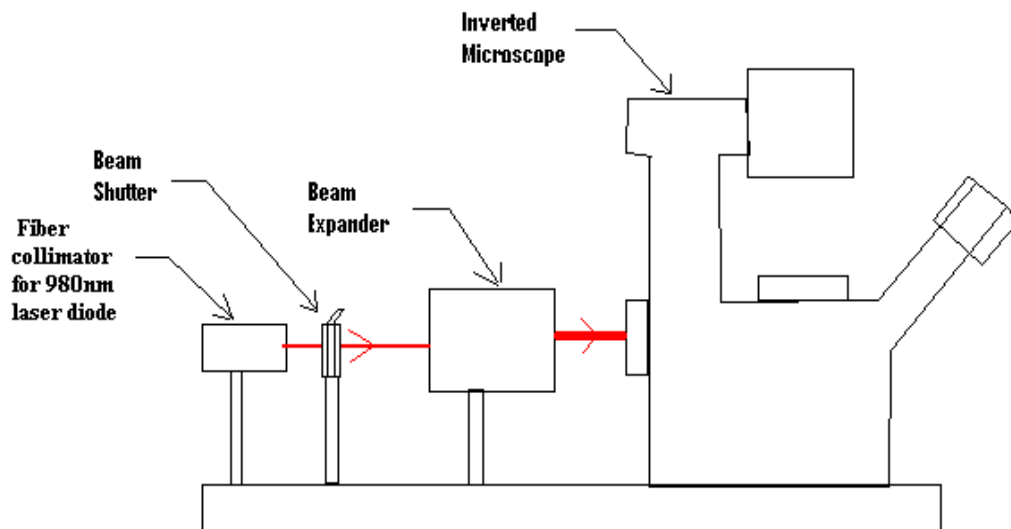 Inverted
Microscope
Beam
Shutter
Beam
Expander
Fiber
collimator
for 980nm
laser diode